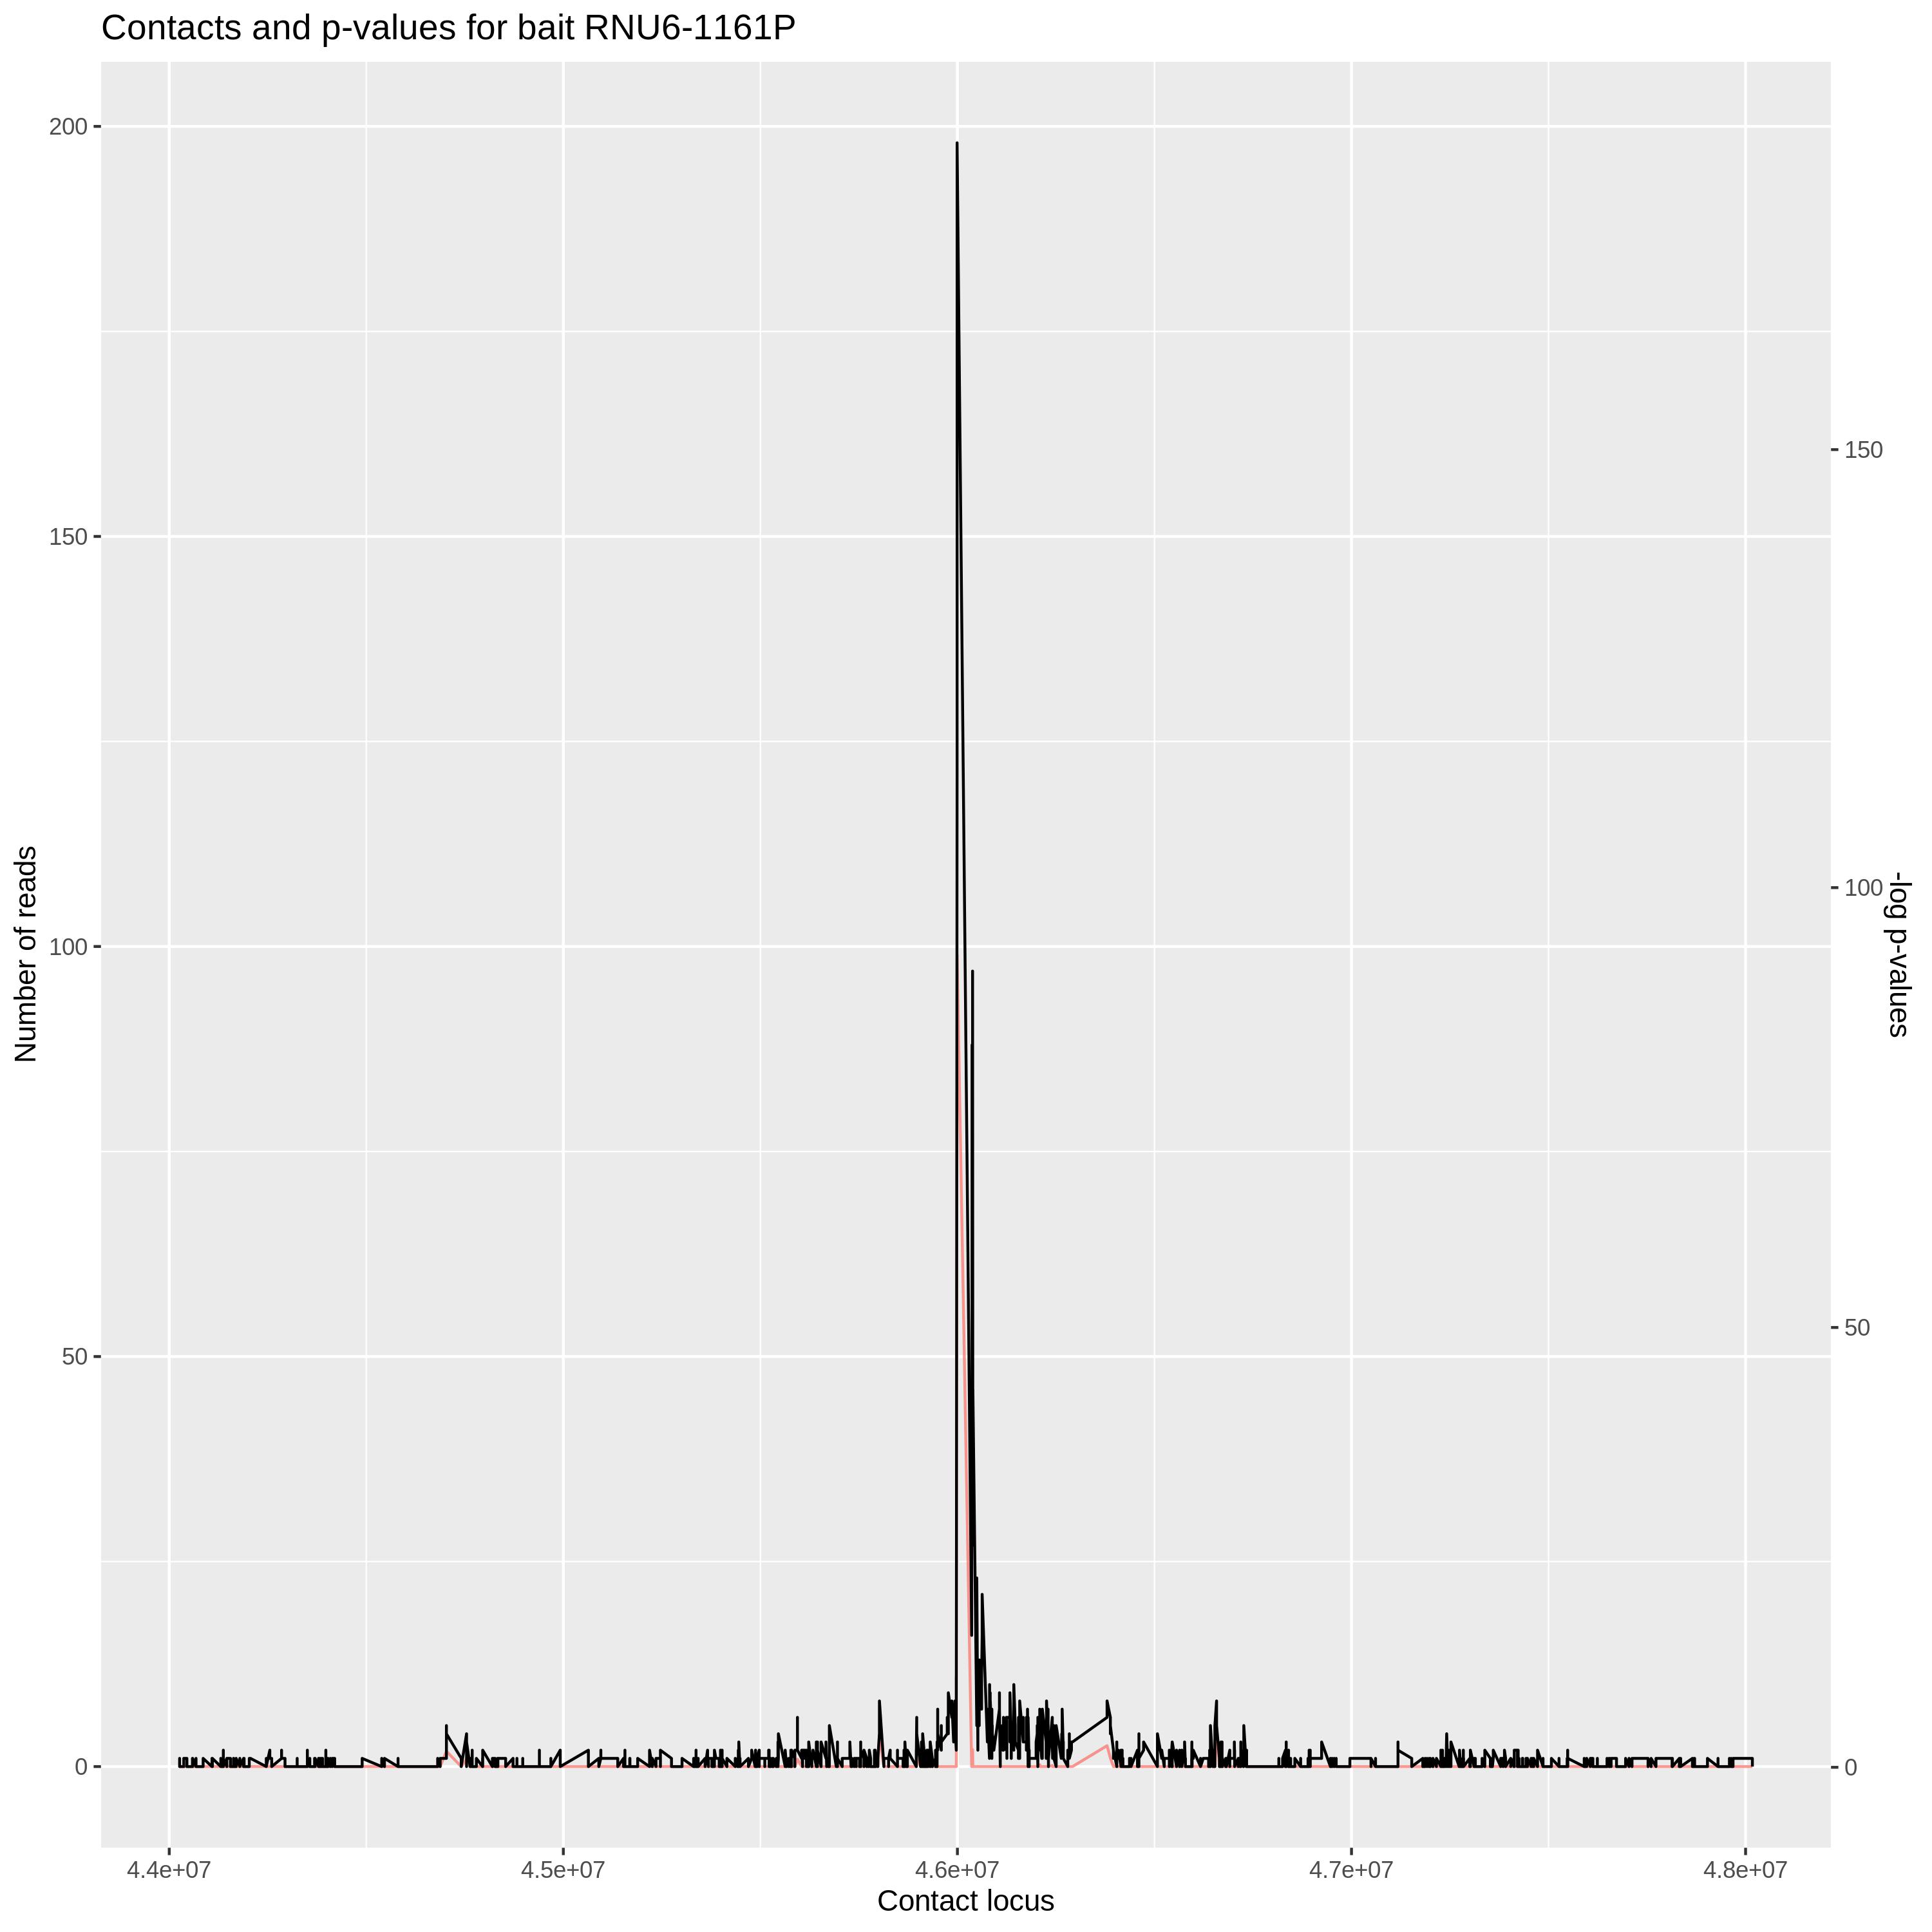 Contacts and p-values for bait RNU6-1161P
200
150
100
50
0
Number of reads
150
100
50
0
-log p-values
4.4e+07 4.5e+07 4.6e+07 4.7e+07 4.8e+07
Contact locus